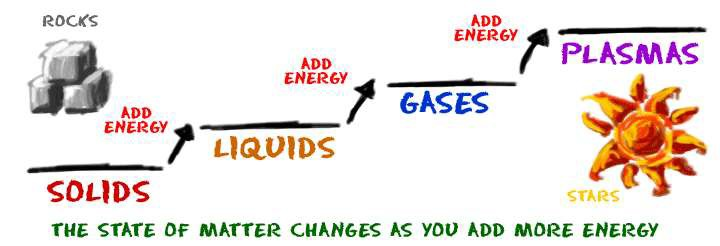 ROCKS
ADD
ENERGY
SOLIDS
ADD
ENERGY
LIQUIDS
ADD
ENERGY
GASES
PLASMAS
STARS
THE STATE OF MATTER CHANGES AS YOU ADD MORE ENERGY